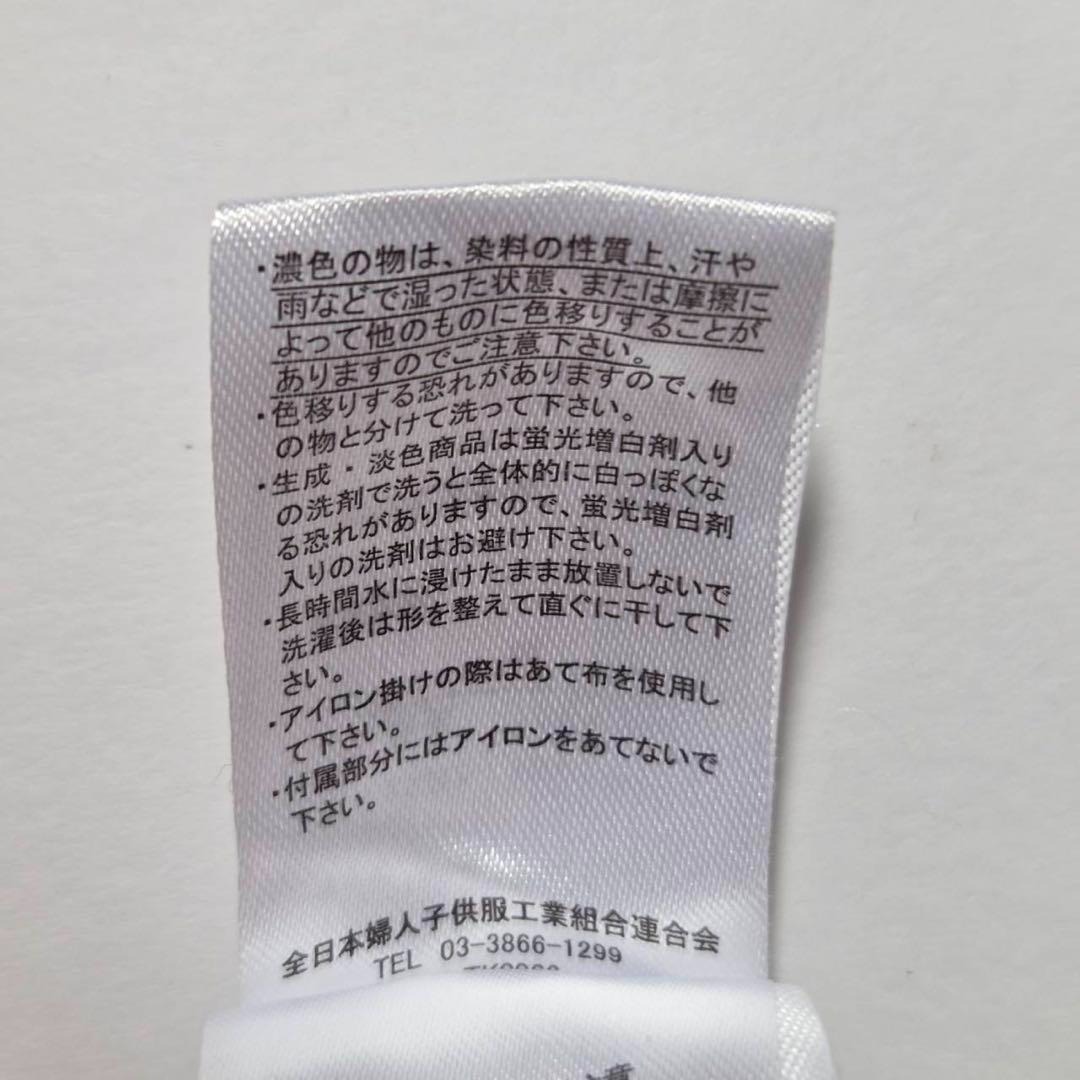 ・濃色の物は、染料の性質上、汗や
雨などで湿った状態、または摩擦に
よって他のものに色移りすることが
ありますのでご注意下さい。
・色移りする恐れがありますので、他
の物と分けて洗って下さい。
・生成・淡色商品は蛍光増白剤入り
の洗剤で洗うと全体的に白っぽくな
る恐れがありますので、蛍光増白剤
入りの洗剤はお避け下さい。
・長時間水に浸けたまま放置しないで
洗濯後は形を整えて直ぐに干して下
さい。
・アイロン掛けの際はあて布を使用し
て下さい。
・付属部分にはアイロンをあてないで
下さい。
全日本婦人子供服工業組合連合会
TEL 03-3866-1299